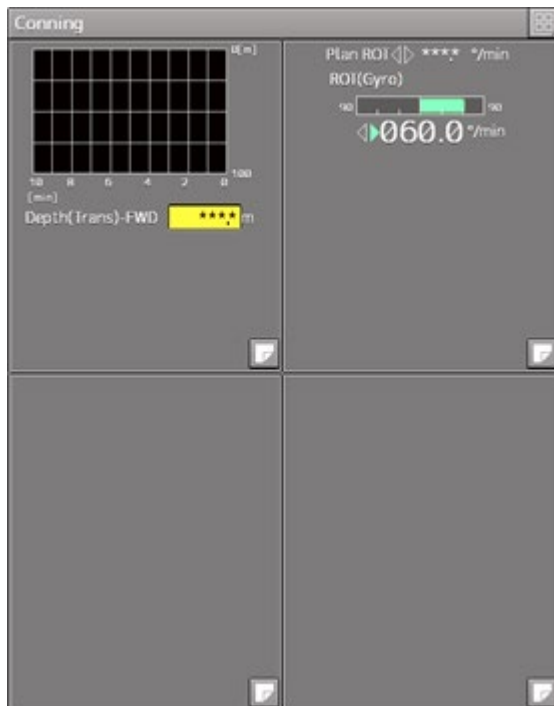 Conning
0[m]
100
10 8 6 4 2 0
[min]
Depth(Trans)-FWD ****.* m
Plan ROT ***.* °/min
ROT(Gyro)
90 90
060.0 °/min